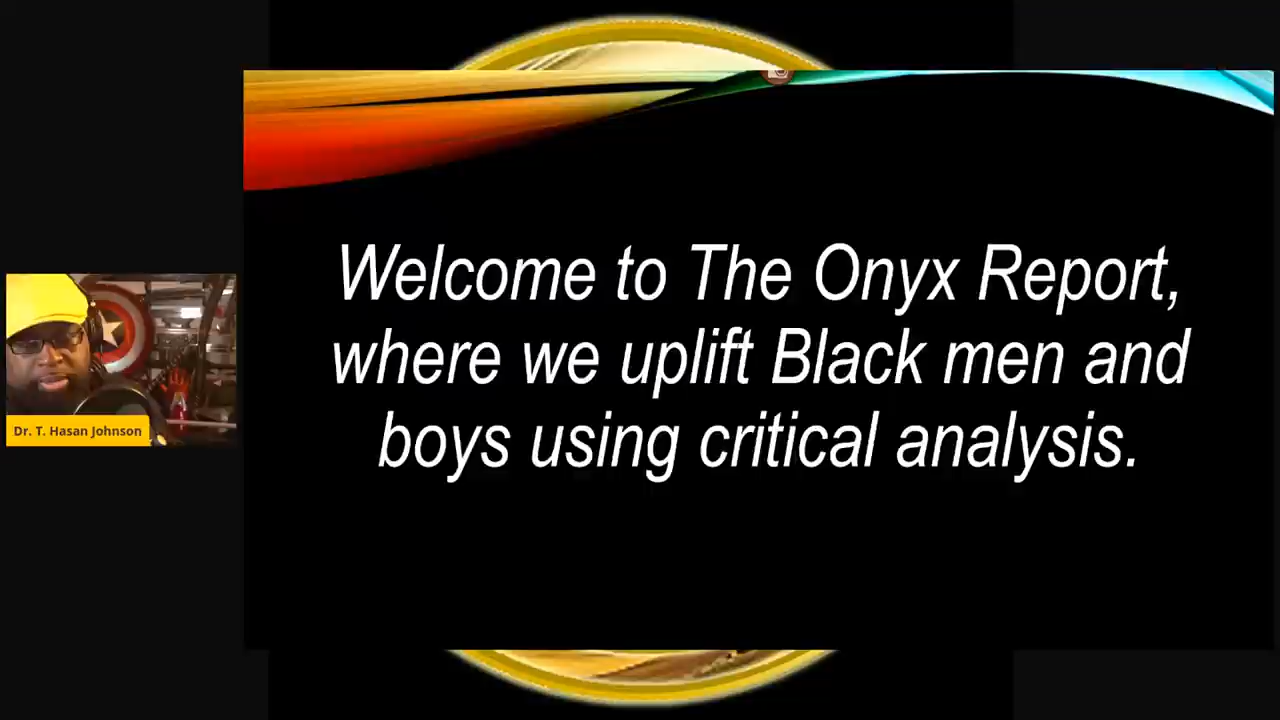 Welcome to The Onyx Report,
where we uplift Black men and
boys using critical analysis.
Dr. T. Hasan Johnson